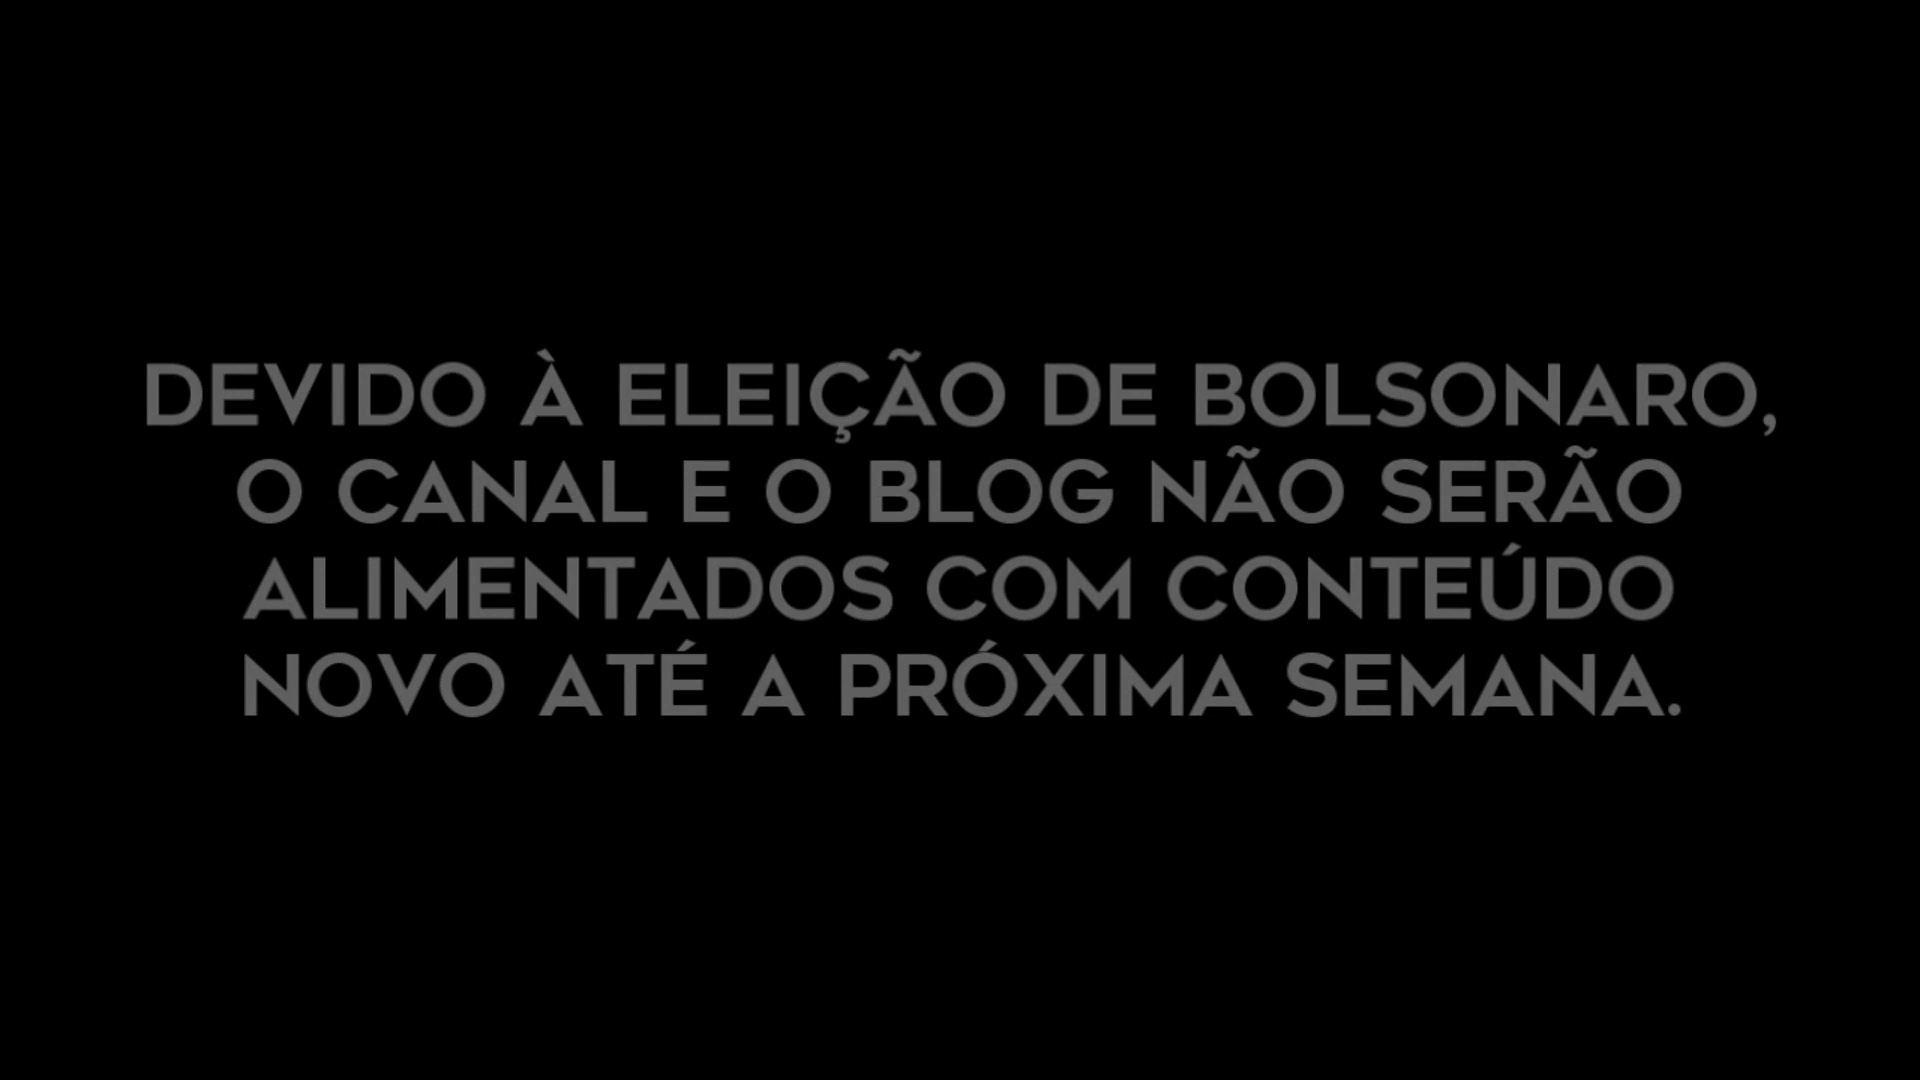 DEVIDO À ELEIÇÃO DE BOLSONARO,
O CANAL E O BLOG NÃO SERÃO
ALIMENTADOS COM CONTEÚDO
NOVO ATÉ A PRÓXIMA SEMANA.